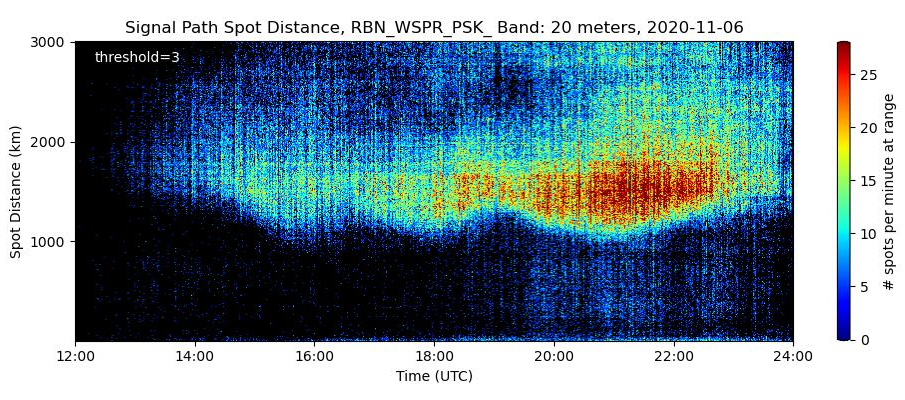 Signal Path Spot Distance, RBN_WSPR_PSK_ Band: 20 meters, 2020-11-06
threshold=3
3000
2000
1000
Spot Distance (km)
12:00 14:00 16:00 18:00 20:00 22:00 24:00
Time (UTC)
25
20
15
10
5
0
# spots per minute at range